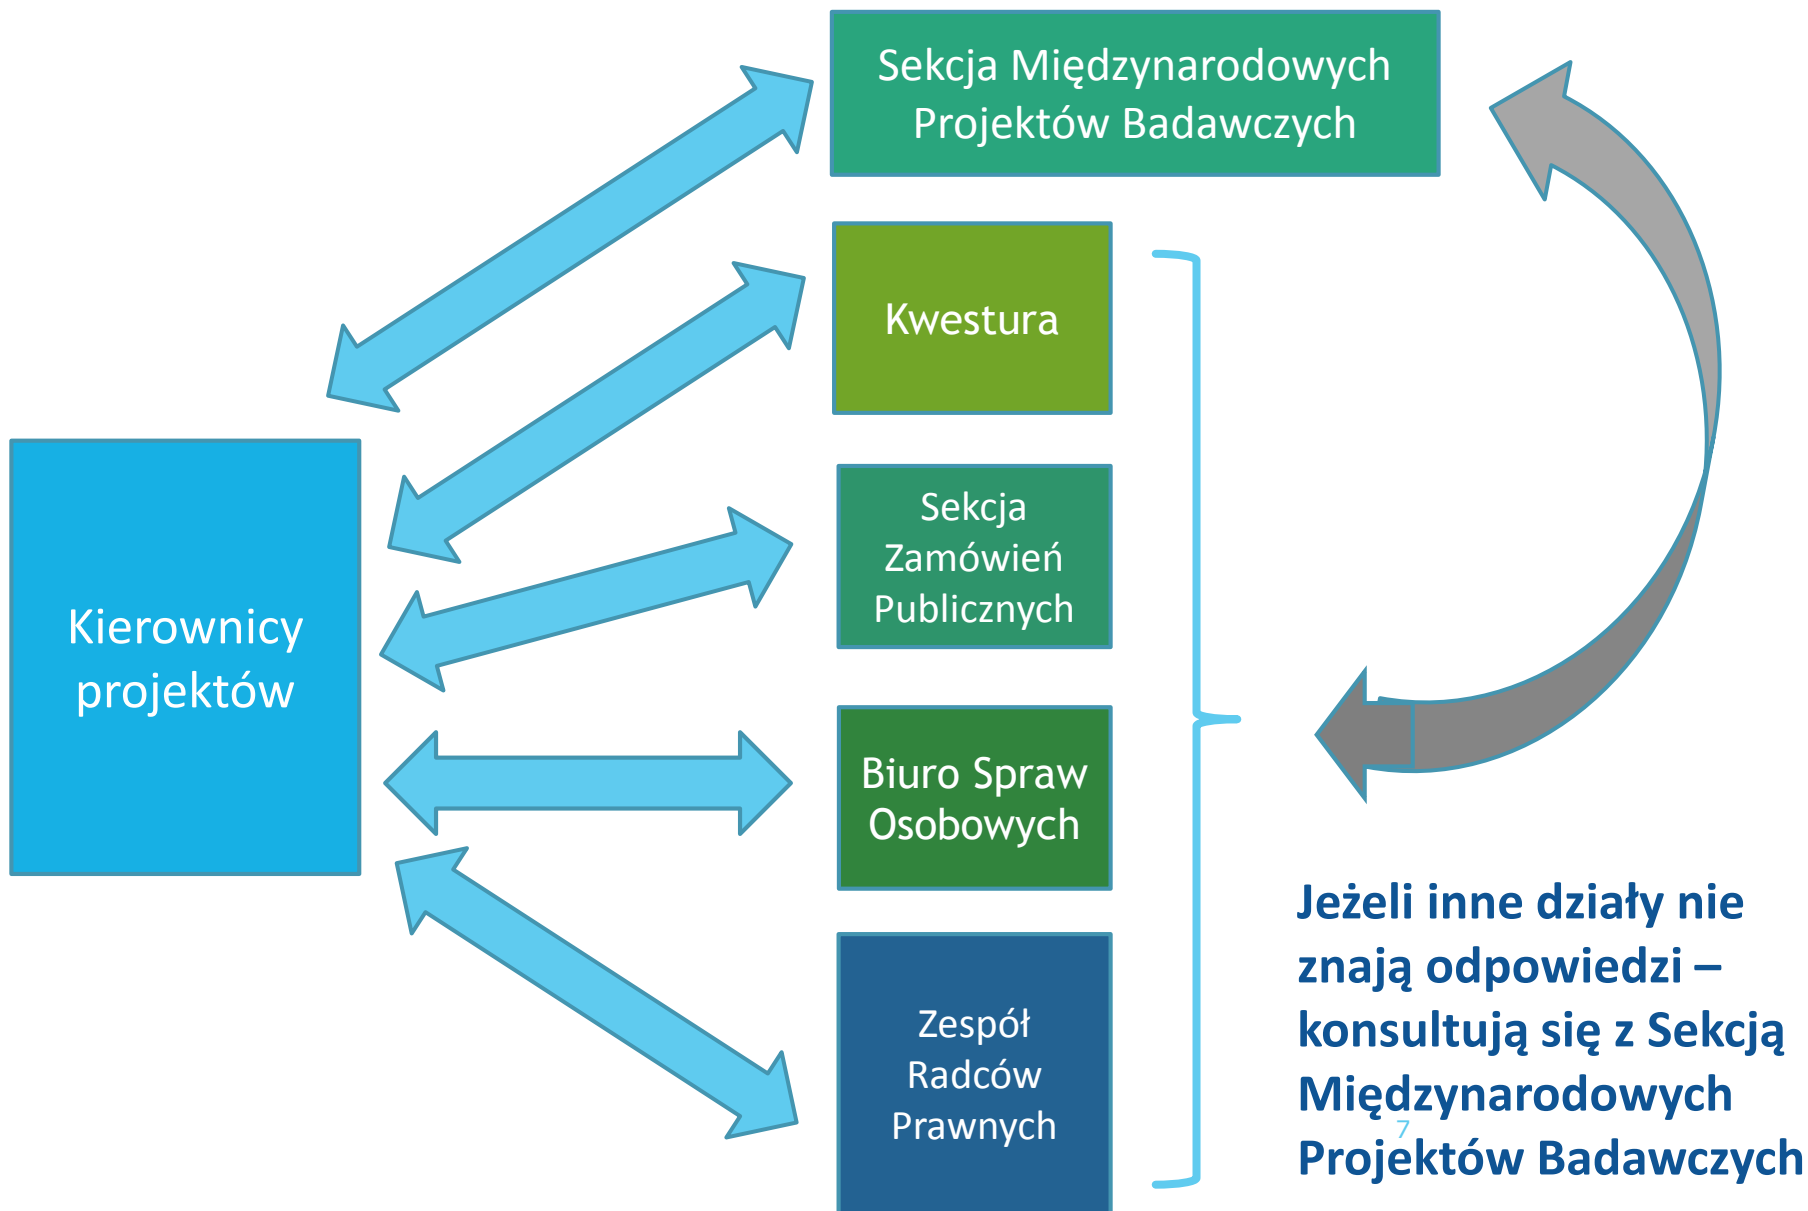 Sekcja Międzynarodowych
Projektów Badawczych
Kwestura
Sekcja
Zamówień
Publicznych
Kierownicy
projektów
Biuro Spraw
Osobowych
Zespół
Radców
Prawnych
Jeżeli inne działy nie
znają odpowiedzi –
konsultują się z Sekcją
Międzynarodowych
Projektów Badawczych
7